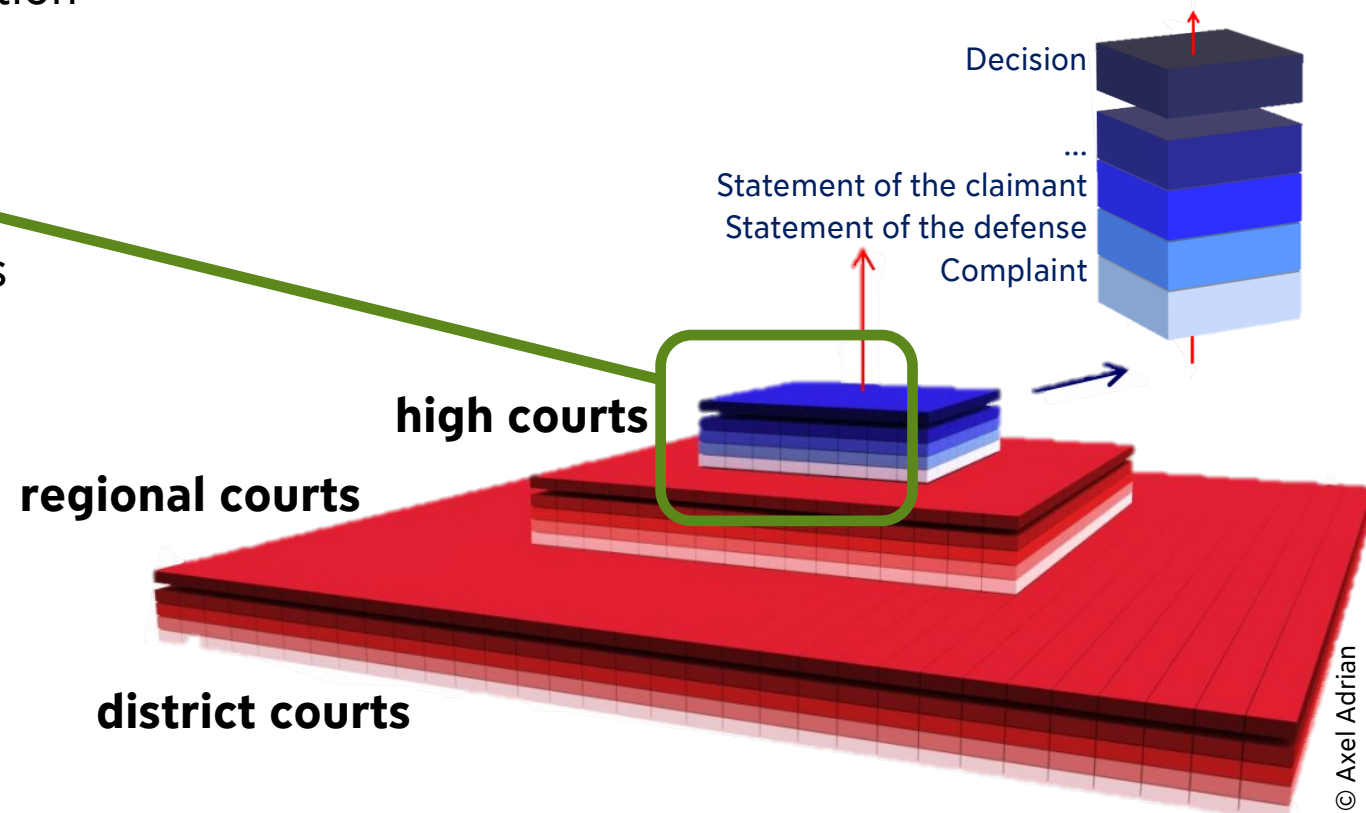 Decision
...
Statement of the claimant
Statement of the defense
Complaint
high courts
regional courts
district courts
© Axel Adrian